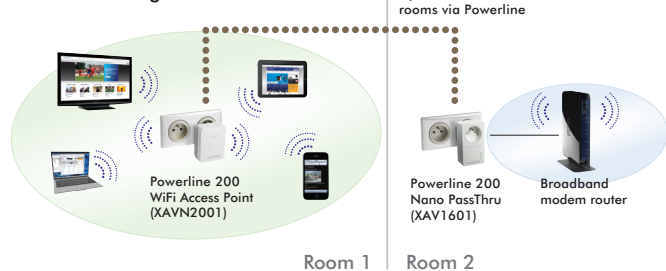 rooms via Powerline
Powerline 200
WiFi Access Point
(XAVN2001)
Powerline 200
Nano PassThru
(XAV1601)
Broadband
modem router
Room 1
Room 2